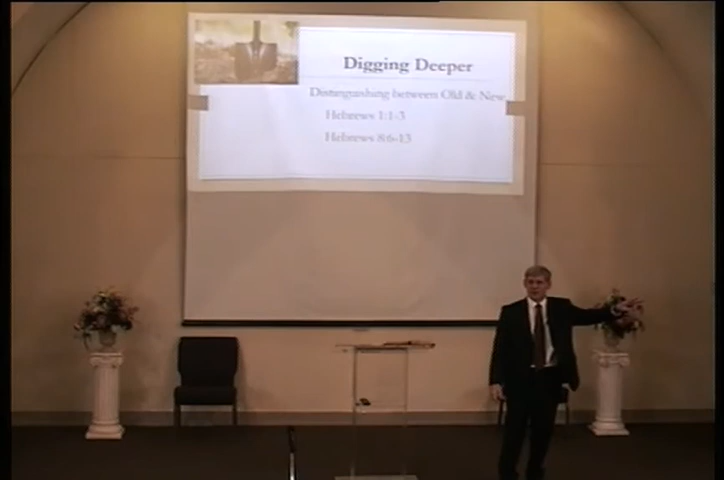 Digging Deeper
Distinguishing between Old & New
Hebrews 1:1-3
Hebrews 8:6-13